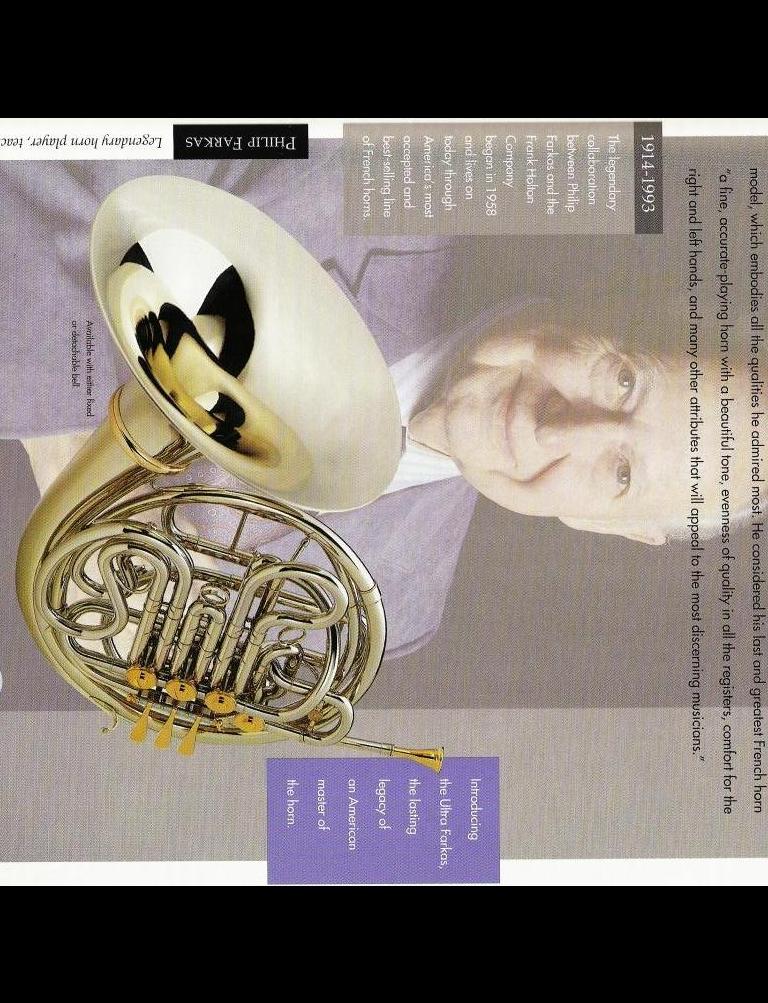 model, which embodies all the qualities he admired most. He considered his last and greatest French horn
"a fine, accurate-playing horn with a beautiful tone, evenness of quality in all the registers, comfort for the
right and left hands, and many other attributes that will appeal to the most discerning musicians."
1914-1993
The legendary
collaboration
between Philip
Farkas and the
Frank Holton
Company
began in 1958
and lives on
today through
America's most
accepted and
best-selling line
of French horns.
Introducing
the Ultra Farkas,
the lasting
legacy of
an American
master of
the horn.
PHILIP FARKAS
Legendary horn player, teac
Available with either fixed
or detachable bell.